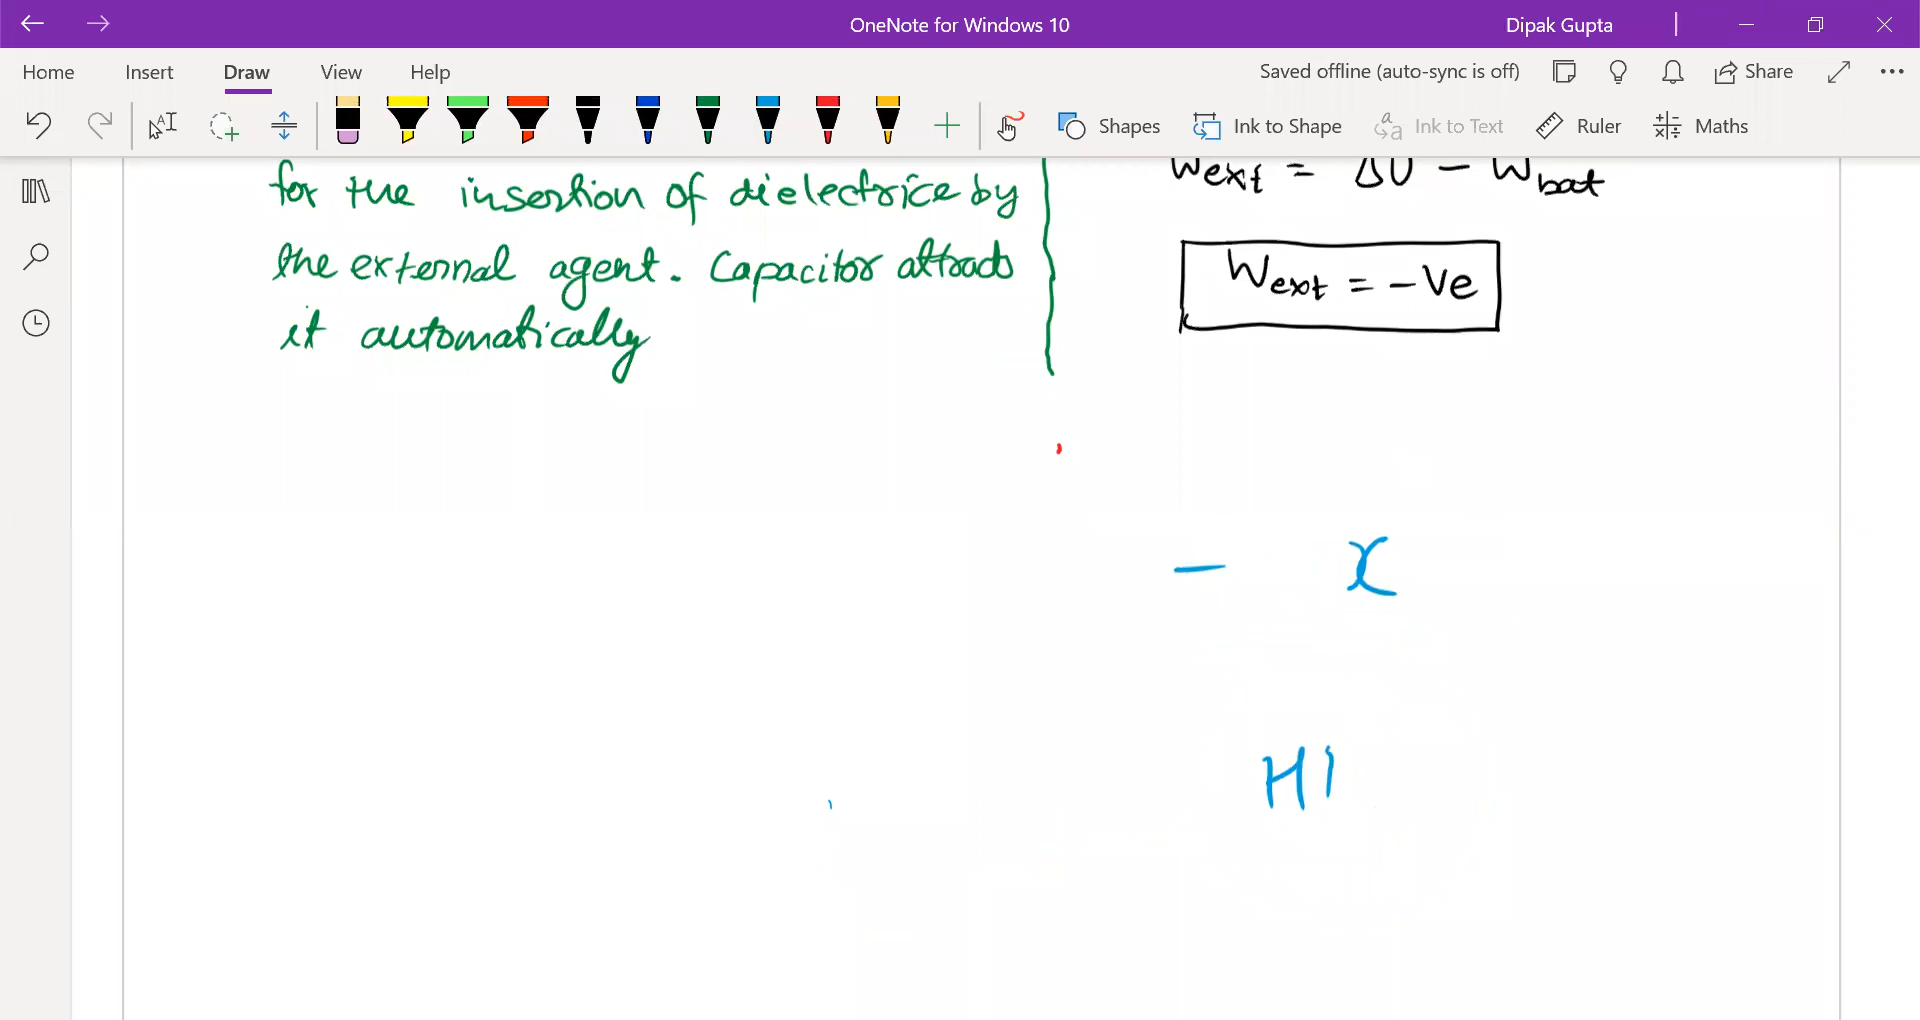 OneNote for Windows 10
Dipak Gupta
Home Insert Draw View Help
Saved offline (auto-sync is off)
Share
Shapes
Ink to Shape
Ink to Text
Ruler
Maths
for the insertion of dielectrice by
the external agent. Capacitor attracts
it automatically
Wext = ΔU - Wbat
Wext = -Ve
- x
HI